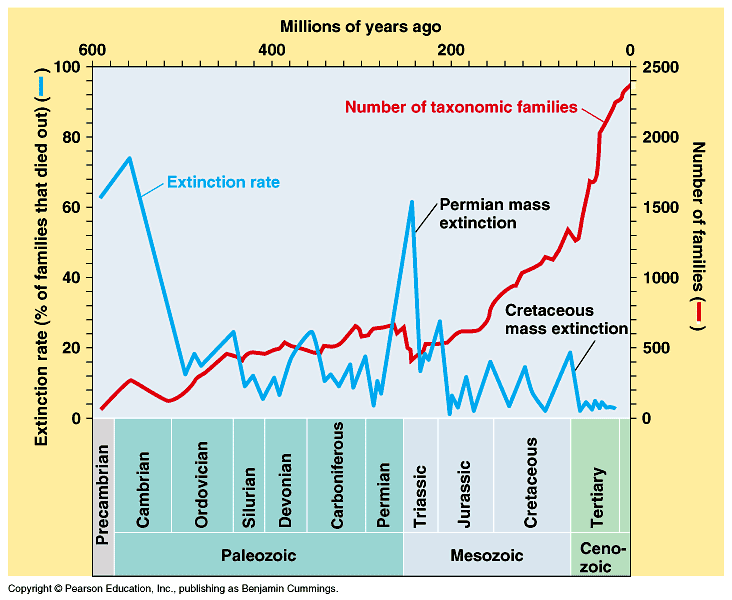 Millions of years ago
600 400 200 0
100 2500
80 2000
60 1500
40 1000
20 500
0 0
Extinction rate (% of families that died out) (—)
Number of families (—)
Number of taxonomic families
Extinction rate
Permian mass
extinction
Cretaceous
mass extinction
Precambrian
Cambrian
Ordovician
Silurian
Devonian
Carboniferous
Permian
Triassic
Jurassic
Cretaceous
Tertiary
Paleozoic
Mesozoic
Ceno-
zoic
Copyright © Pearson Education, Inc., publishing as Benjamin Cummings.